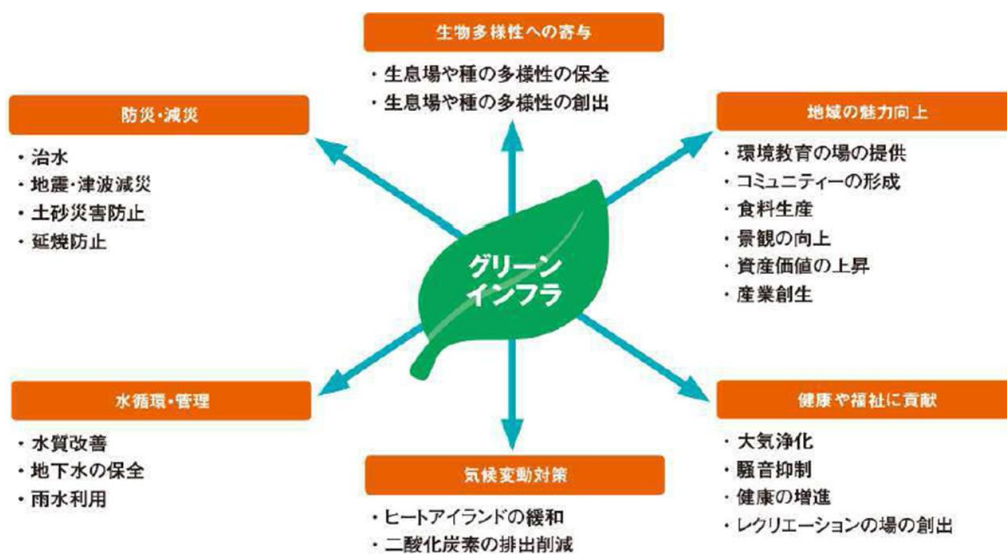 生物多様性への寄与
・生息場や種の多様性の保全
・生息場や種の多様性の創出
防災・減災
・治水
・地震・津波減災
・土砂災害防止
・延焼防止
地域の魅力向上
・環境教育の場の提供
・コミュニティーの形成
・食料生産
・景観の向上
・資産価値の上昇
・産業創生
グリーン
インフラ
水循環・管理
・水質改善
・地下水の保全
・雨水利用
気候変動対策
・ヒートアイランドの緩和
・二酸化炭素の排出削減
健康や福祉に貢献
・大気浄化
・騒音抑制
・健康の増進
・レクリエーションの場の創出